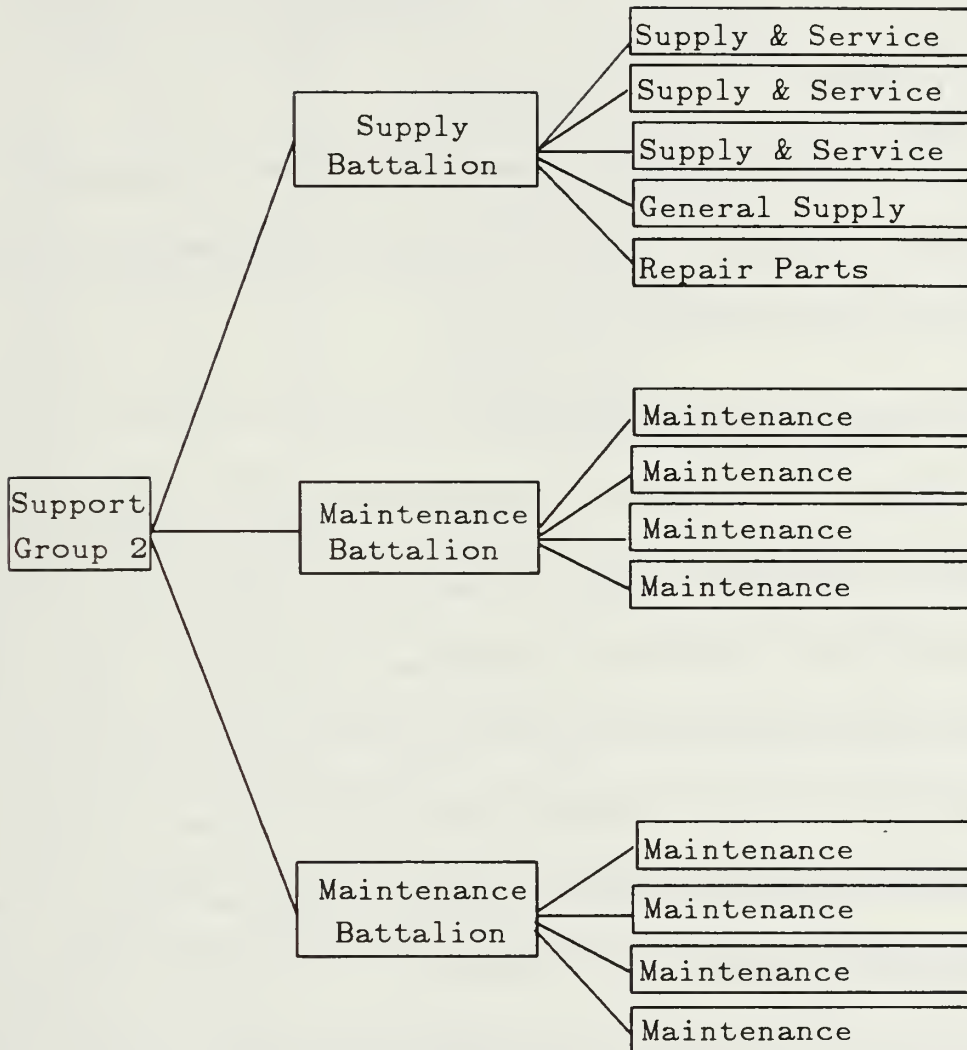 Supply & Service
Supply & Service
Supply & Service
General Supply
Repair Parts
Supply
Battalion
Maintenance
Maintenance
Maintenance
Maintenance
Support
Group 2
Maintenance
Battalion
Maintenance
Maintenance
Maintenance
Maintenance
Maintenance
Battalion